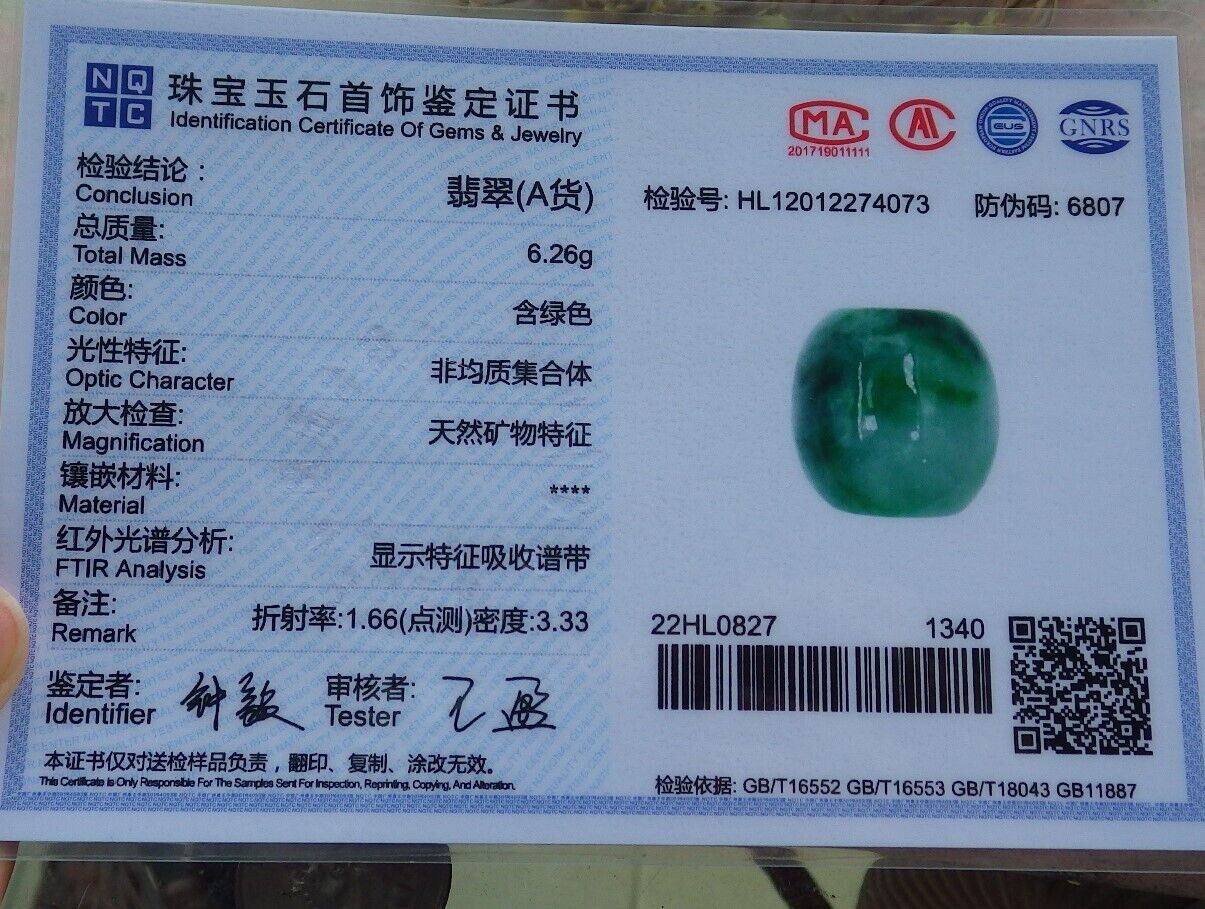 NQ
TC
珠宝玉石首饰鉴定证书
Identification Certificate Of Gems & Jewelry
MA
201719011111
GNRS
检验结论：
Conclusion
翡翠(A货)
检验号: HL12012274073
防伪码: 6807
总质量:
Total Mass
6.26g
颜色:
Color
含绿色
光性特征:
Optic Character
非均质集合体
放大检查:
Magnification
天然矿物特征
镶嵌材料:
Material
****
红外光谱分析:
FTIR Analysis
显示特征吸收谱带
备注:
Remark
折射率:1.66(点测)密度:3.33
22HL0827
1340
鉴定者:
Identifier
审核者:
Tester
本证书仅对送检样品负责，翻印、复制、涂改无效。
This Certificate is Only Responsible For The Samples Sent For Inspection, Reprinting, Copying, And Alteration.
检验依据: GB/T16552 GB/T16553 GB/T18043 GB11887